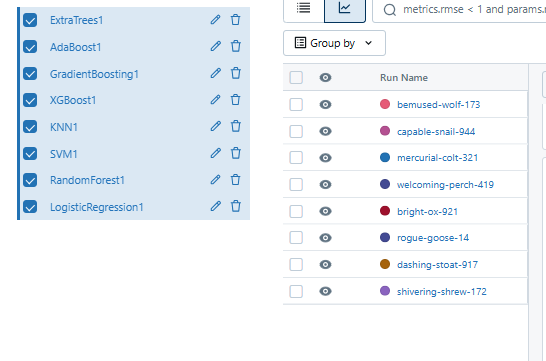 ExtraTrees1
AdaBoost1
GradientBoosting1
XGBoost1
KNN1
SVM1
RandomForest1
LogisticRegression1
metrics.rmse < 1 and params.r
Group by
Run Name
bemused-wolf-173
capable-snail-944
mercurial-colt-321
welcoming-perch-419
bright-ox-921
rogue-goose-14
dashing-stoat-917
shivering-shrew-172